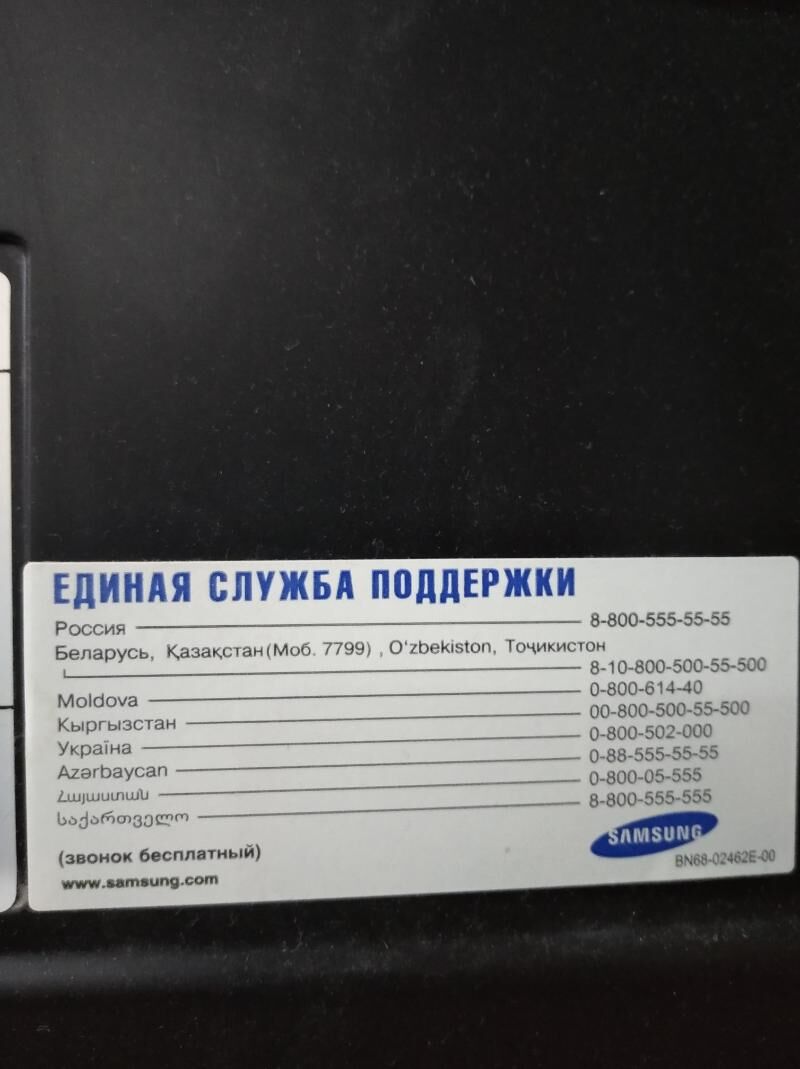 ЕДИНАЯ СЛУЖБА ПОДДЕРЖКИ
Россия 8-800-555-55-55
Беларусь, Қазақстан(Моб. 7799) , O‘zbekiston, Тоҷикистон
8-10-800-500-55-500
Moldova 0-800-614-40
Кыргызстан 00-800-500-55-500
Україна 0-800-502-000
Azərbaycan 0-88-555-55-55
Հայաստան 0-800-05-555
საქართველო 8-800-555-555
(звонок бесплатный)
SAMSUNG
www.samsung.com
BN68-02462E-00